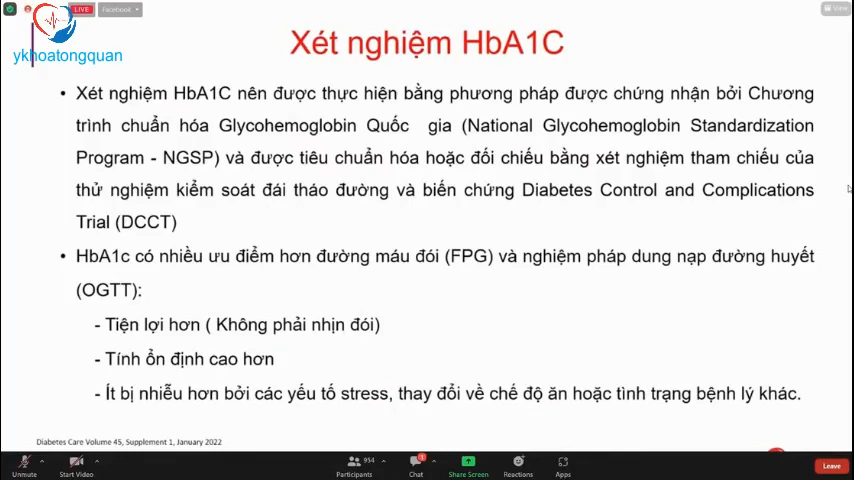 LIVE
Facebook
View
ykhoatongquan
Xét nghiệm HbA1C
• Xét nghiệm HbA1C nên được thực hiện bằng phương pháp được chứng nhận bởi Chương
trình chuẩn hóa Glycohemoglobin Quốc gia (National Glycohemoglobin Standardization
Program - NGSP) và được tiêu chuẩn hóa hoặc đối chiếu bằng xét nghiệm tham chiếu của
thử nghiệm kiểm soát đái tháo đường và biến chứng Diabetes Control and Complications
Trial (DCCT)
• HbA1c có nhiều ưu điểm hơn đường máu đói (FPG) và nghiệm pháp dung nạp đường huyết
(OGTT):
- Tiện lợi hơn ( Không phải nhịn đói)
- Tính ổn định cao hơn
- Ít bị nhiễu hơn bởi các yếu tố stress, thay đổi về chế độ ăn hoặc tình trạng bệnh lý khác.
Diabetes Care Volume 45, Supplement 1, January 2022
Unmute
Start Video
954
Participants
1
Chat
Share Screen
Reactions
Apps
Leave